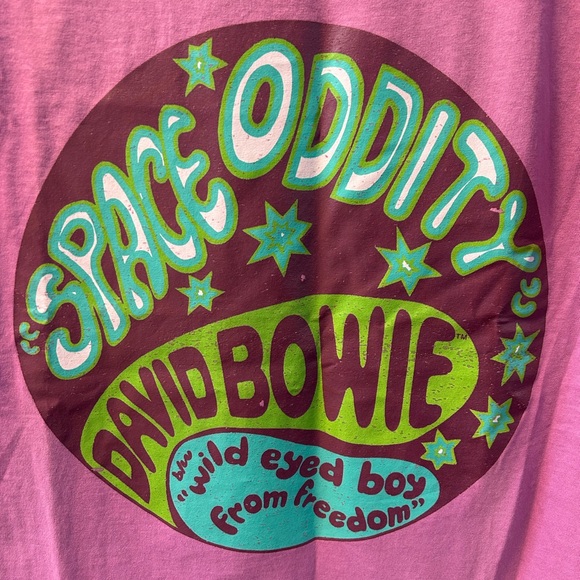 "SPACE ODDITY"
DAVID BOWIE™
b/w
"wild eyed boy
from freedom"